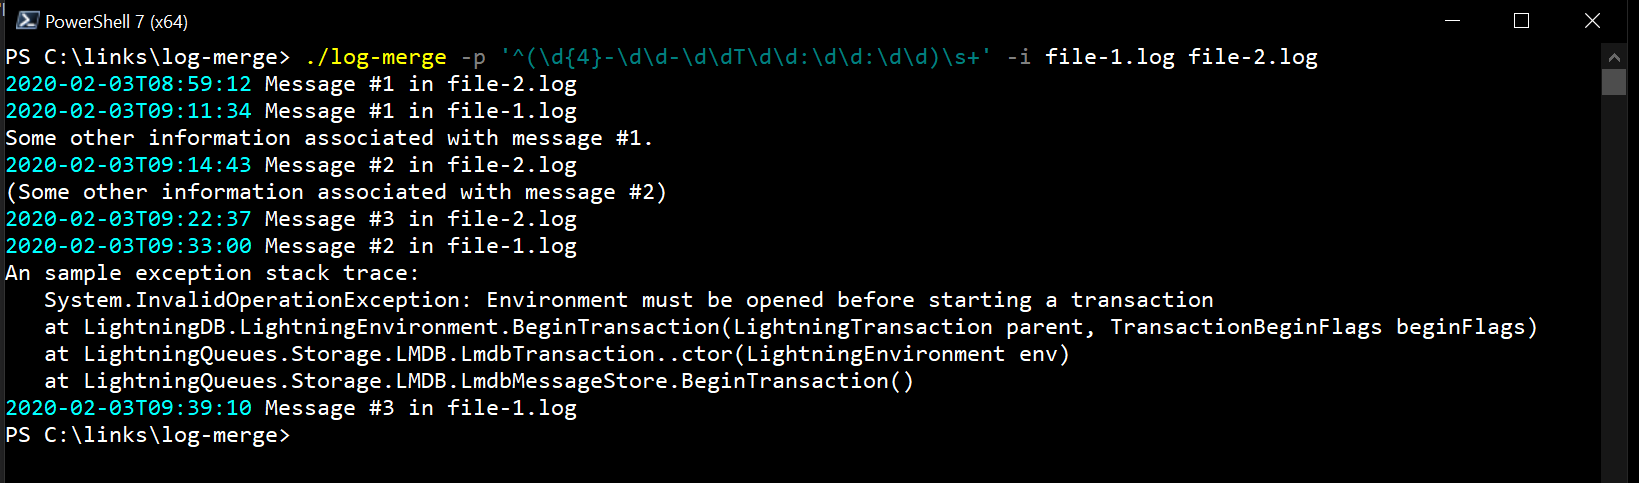 PowerShell 7 (x64)
PS C:\links\log-merge> ./log-merge -p '^(\d{4}-\d\d-\d\dT\d\d:\d\d:\d\d)\s+' -i file-1.log file-2.log
2020-02-03T08:59:12 Message #1 in file-2.log
2020-02-03T09:11:34 Message #1 in file-1.log
Some other information associated with message #1.
2020-02-03T09:14:43 Message #2 in file-2.log
(Some other information associated with message #2)
2020-02-03T09:22:37 Message #3 in file-2.log
2020-02-03T09:33:00 Message #2 in file-1.log
An sample exception stack trace:
   System.InvalidOperationException: Environment must be opened before starting a transaction
   at LightningDB.LightningEnvironment.BeginTransaction(LightningTransaction parent, TransactionBeginFlags beginFlags)
   at LightningQueues.Storage.LMDB.LmdbTransaction..ctor(LightningEnvironment env)
   at LightningQueues.Storage.LMDB.LmdbMessageStore.BeginTransaction()
2020-02-03T09:39:10 Message #3 in file-1.log
PS C:\links\log-merge>